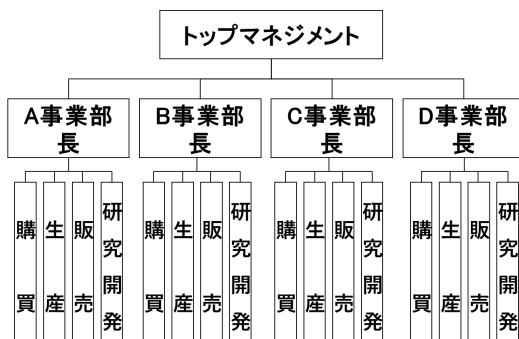 トップマネジメント
A事業部
長
B事業部
長
C事業部
長
D事業部
長
購買
生産
販売
研究開発
購買
生産
販売
研究開発
購買
生産
販売
研究開発
購買
生産
販売
研究開発